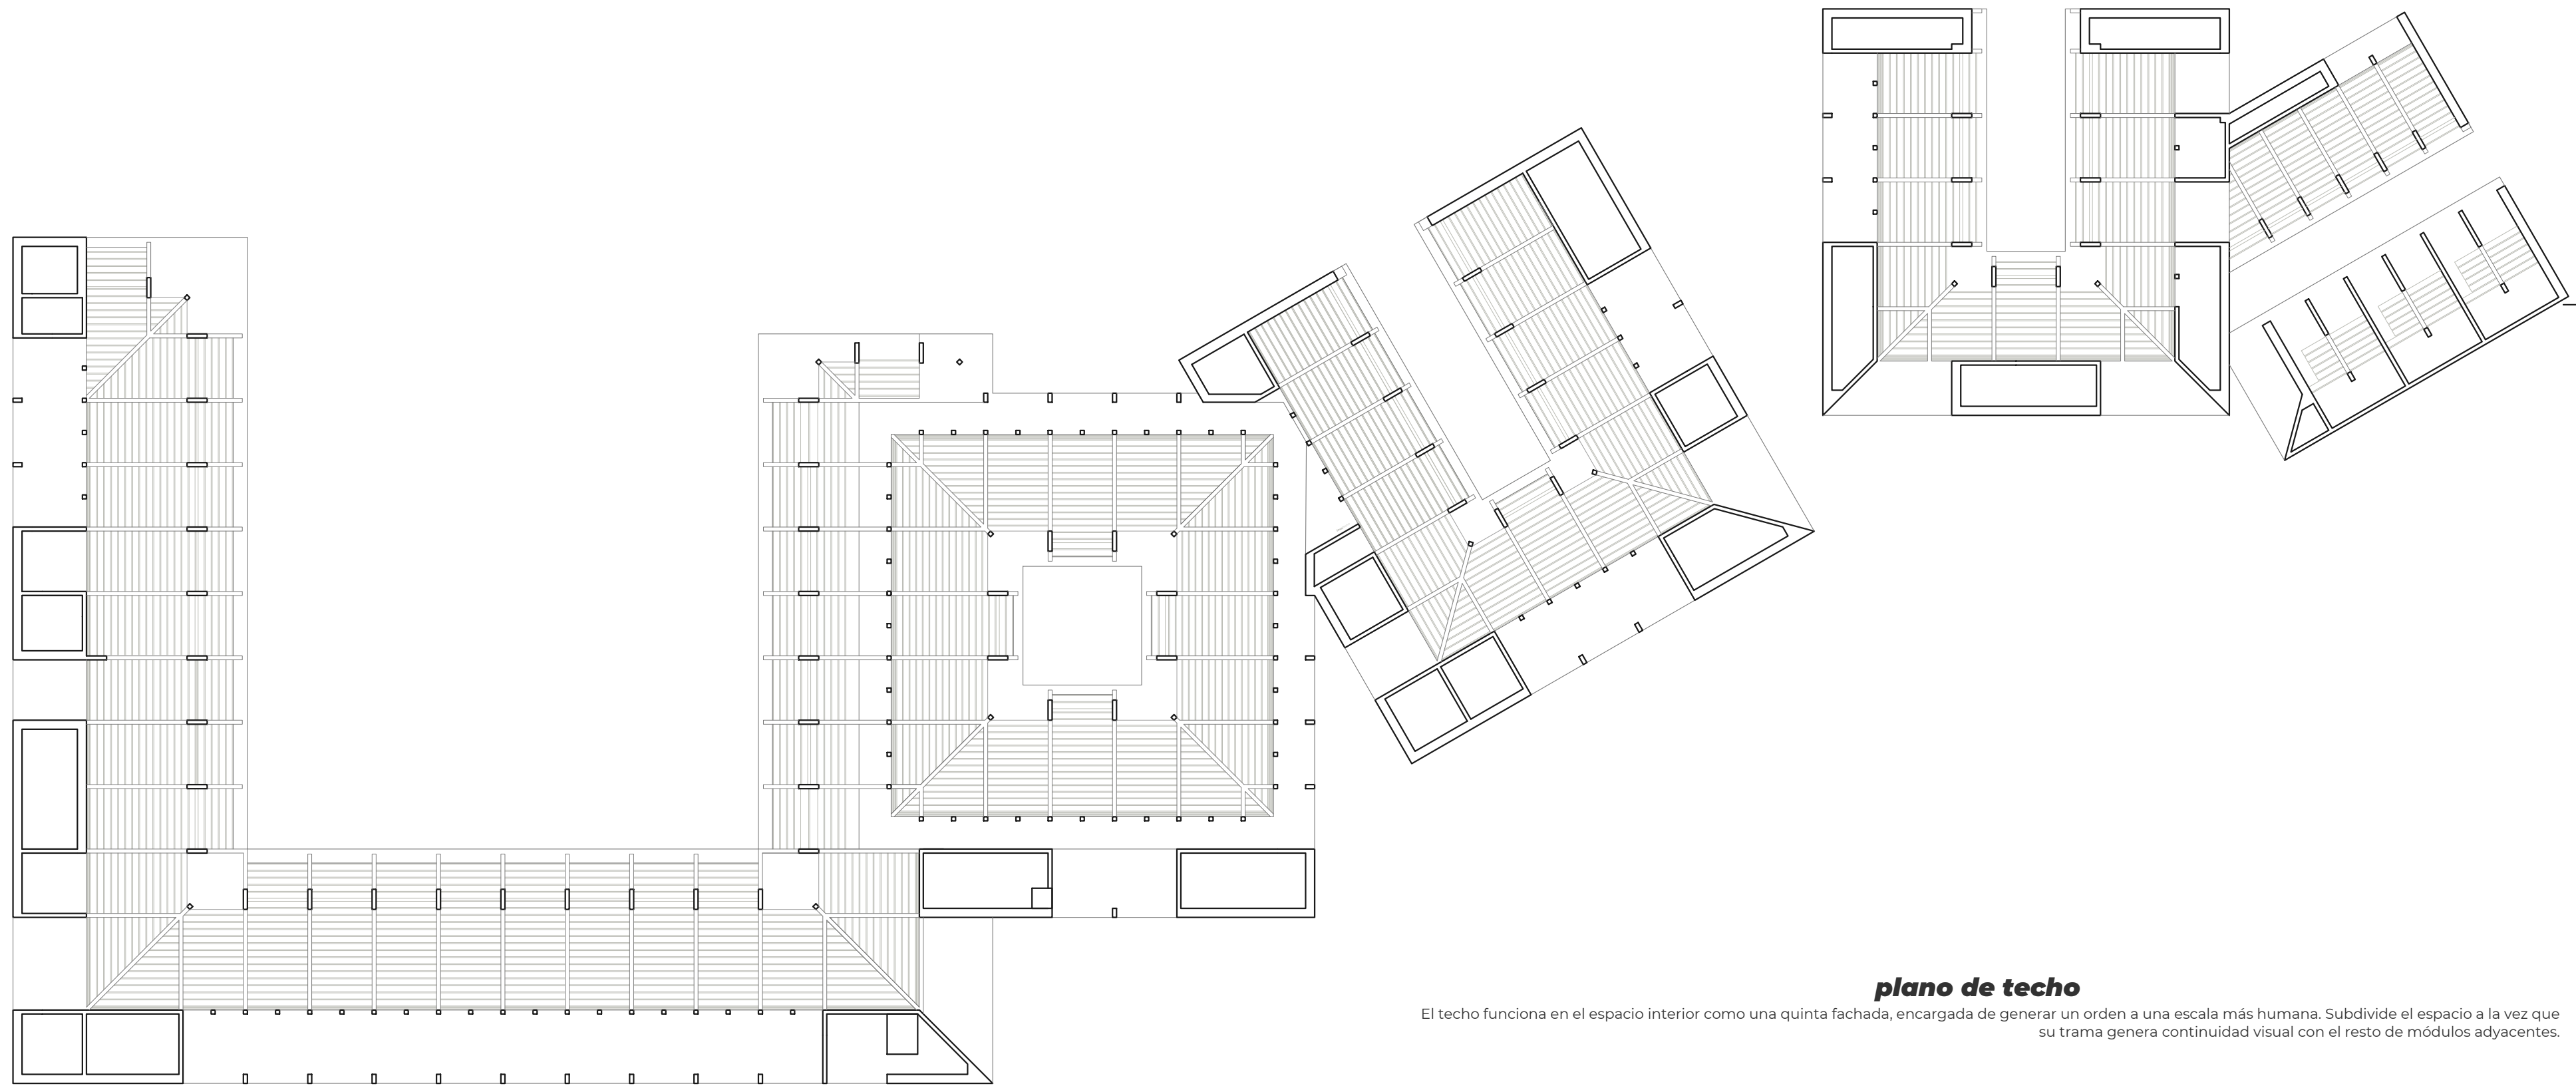 plano de techo
El techo funciona en el espacio interior como una quinta fachada, encargada de generar un orden a una escala más humana. Subdivide el espacio a la vez que
su trama genera continuidad visual con el resto de módulos adyacentes.